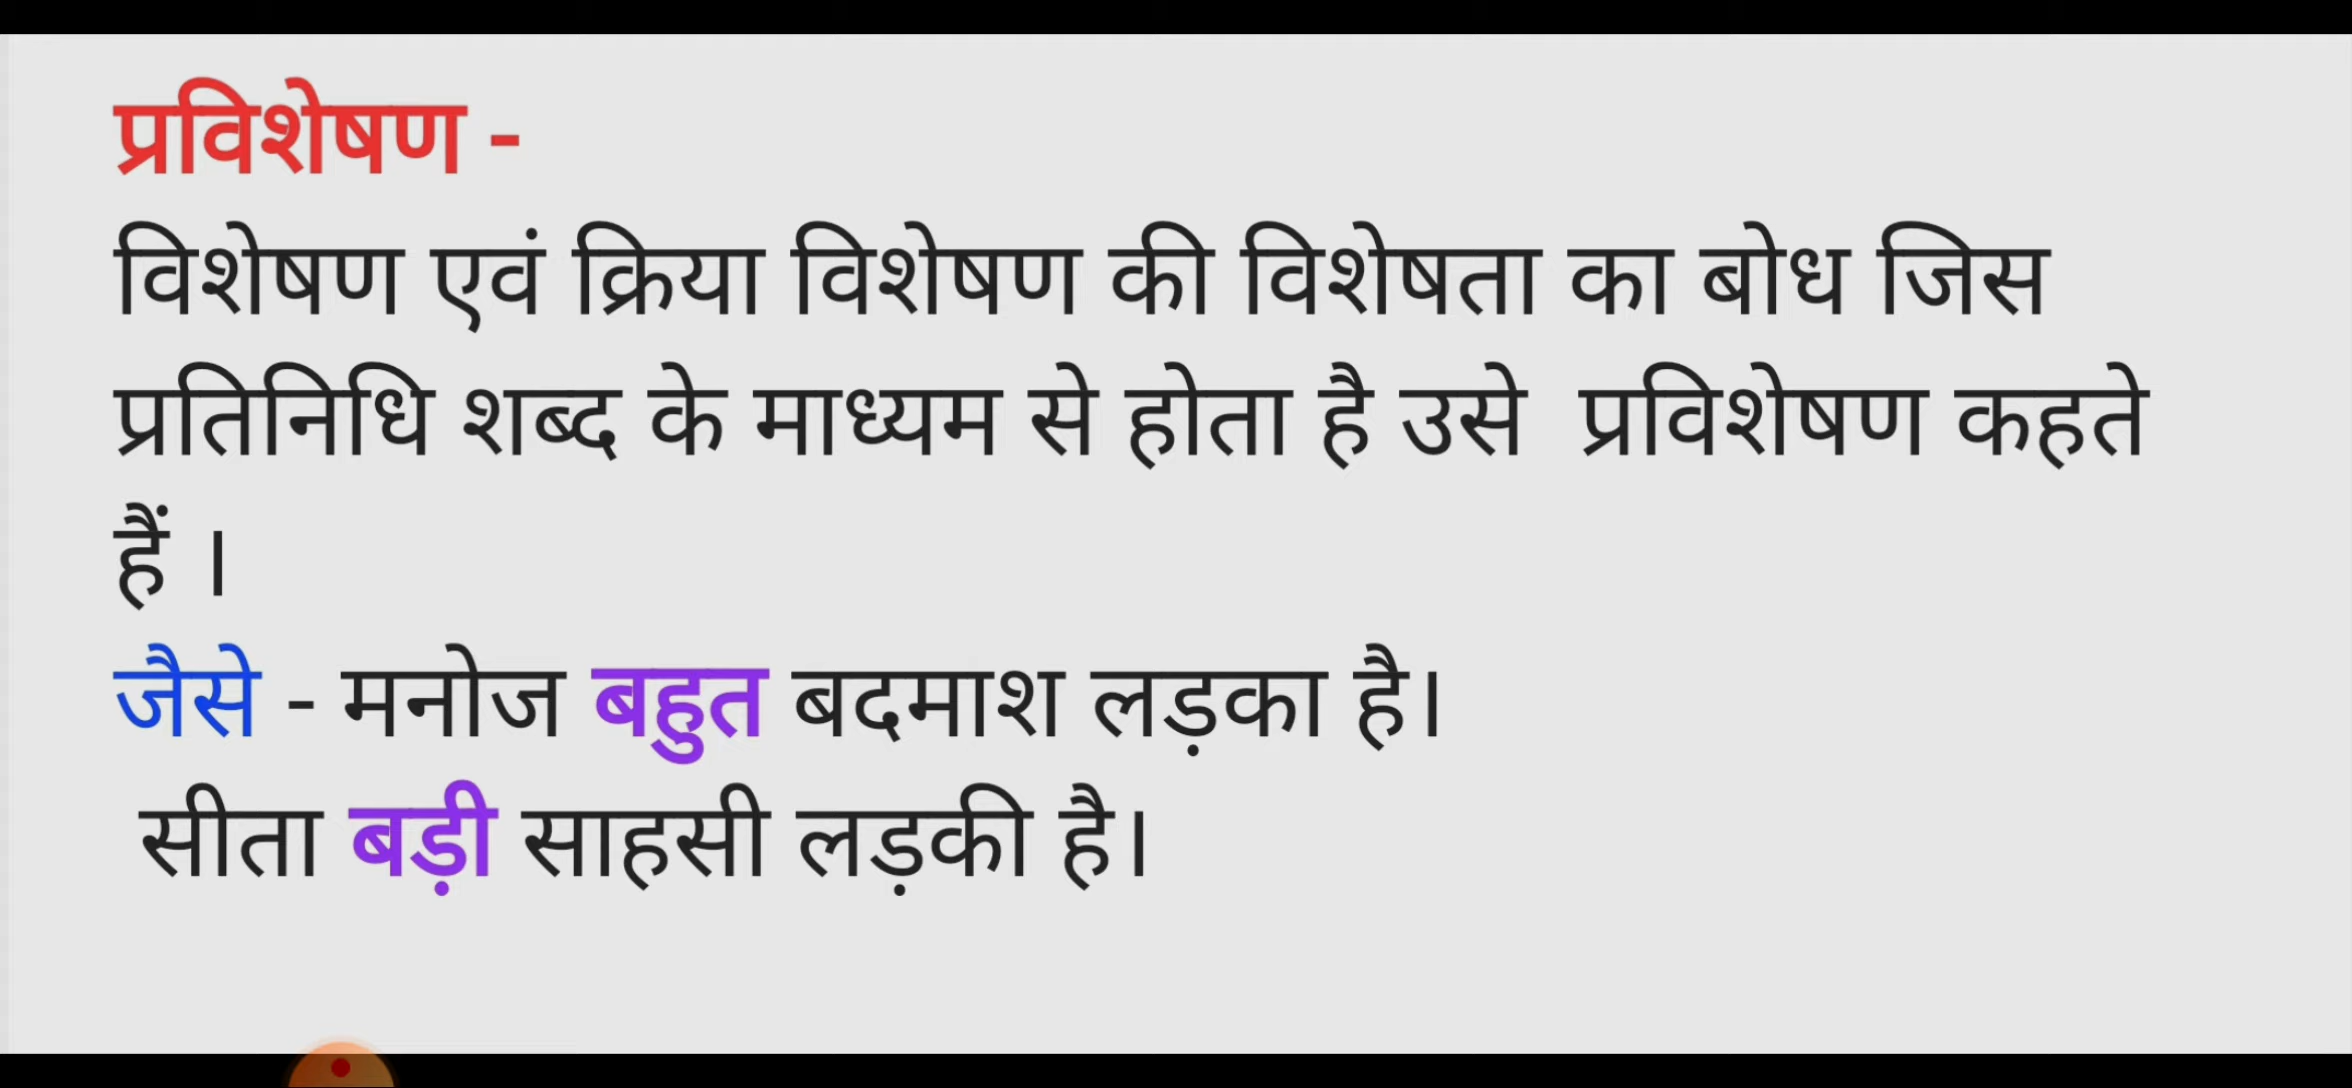 प्रविशेषण -
विशेषण एवं क्रिया विशेषण की विशेषता का बोध जिस
प्रतिनिधि शब्द के माध्यम से होता है उसे  प्रविशेषण कहते
हैं ।
जैसे - मनोज बहुत बदमाश लड़का है।
सीता बड़ी साहसी लड़की है।